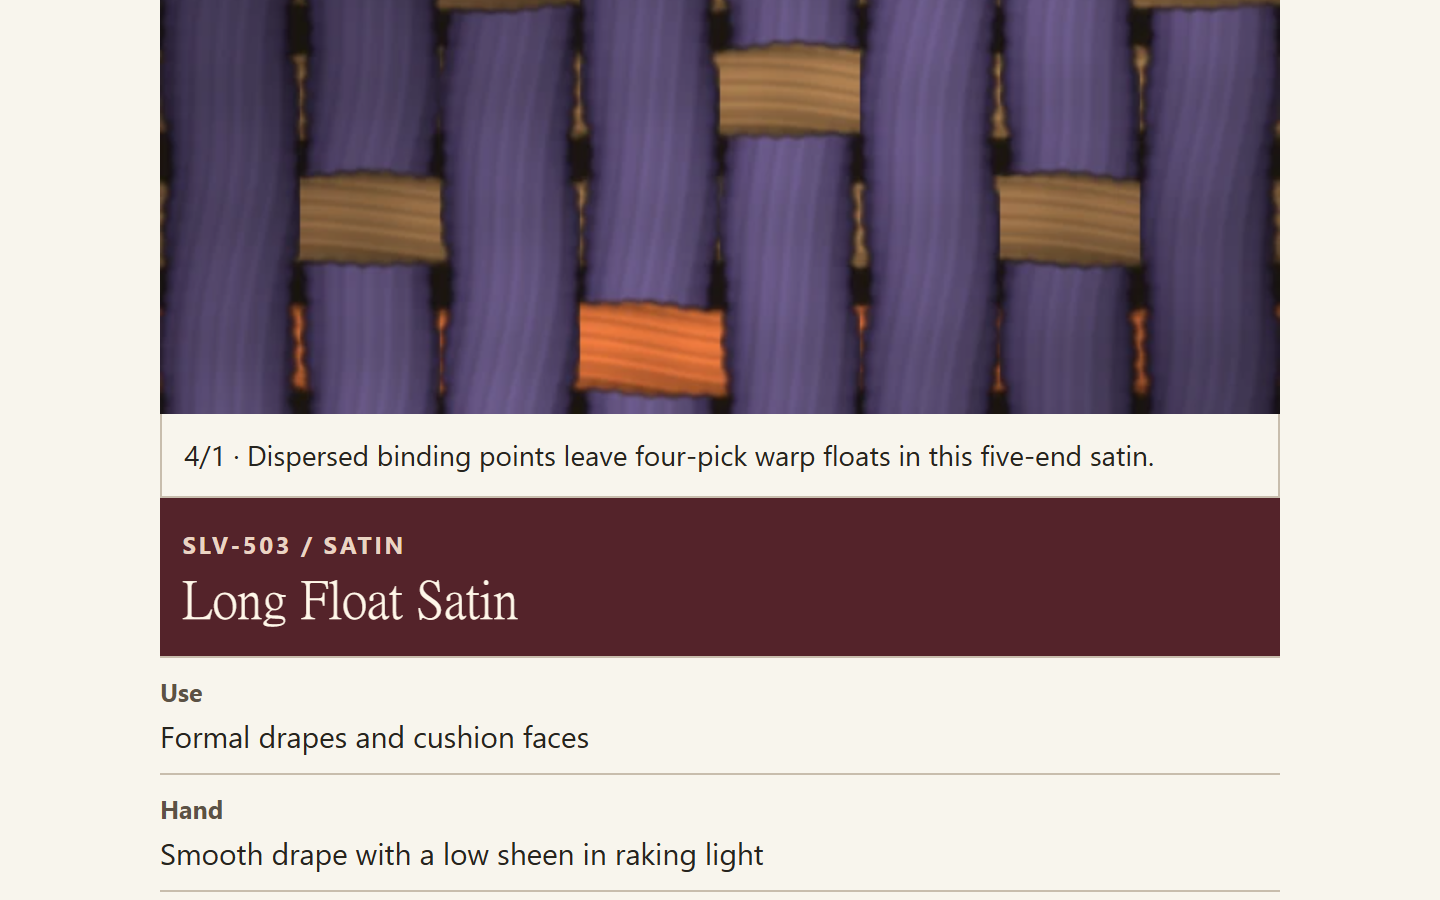 4/1 · Dispersed binding points leave four-pick warp floats in this five-end satin.
SLV-503 / SATIN
Long Float Satin
Use
Formal drapes and cushion faces
Hand
Smooth drape with a low sheen in raking light